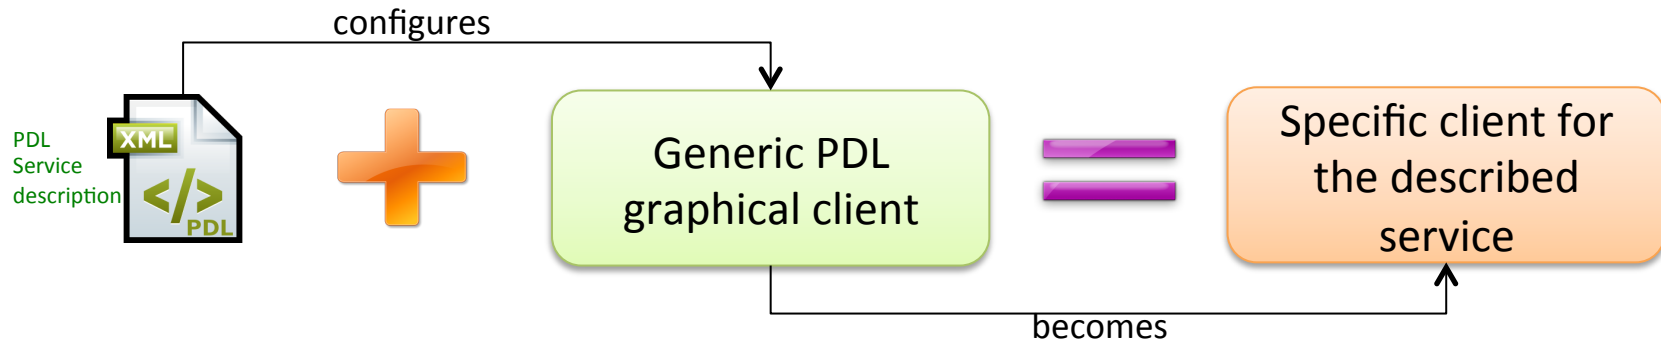 configures
PDL
Service
description
XML
</>
PDL
Generic PDL
graphical client
Specific client for
the described
service
becomes